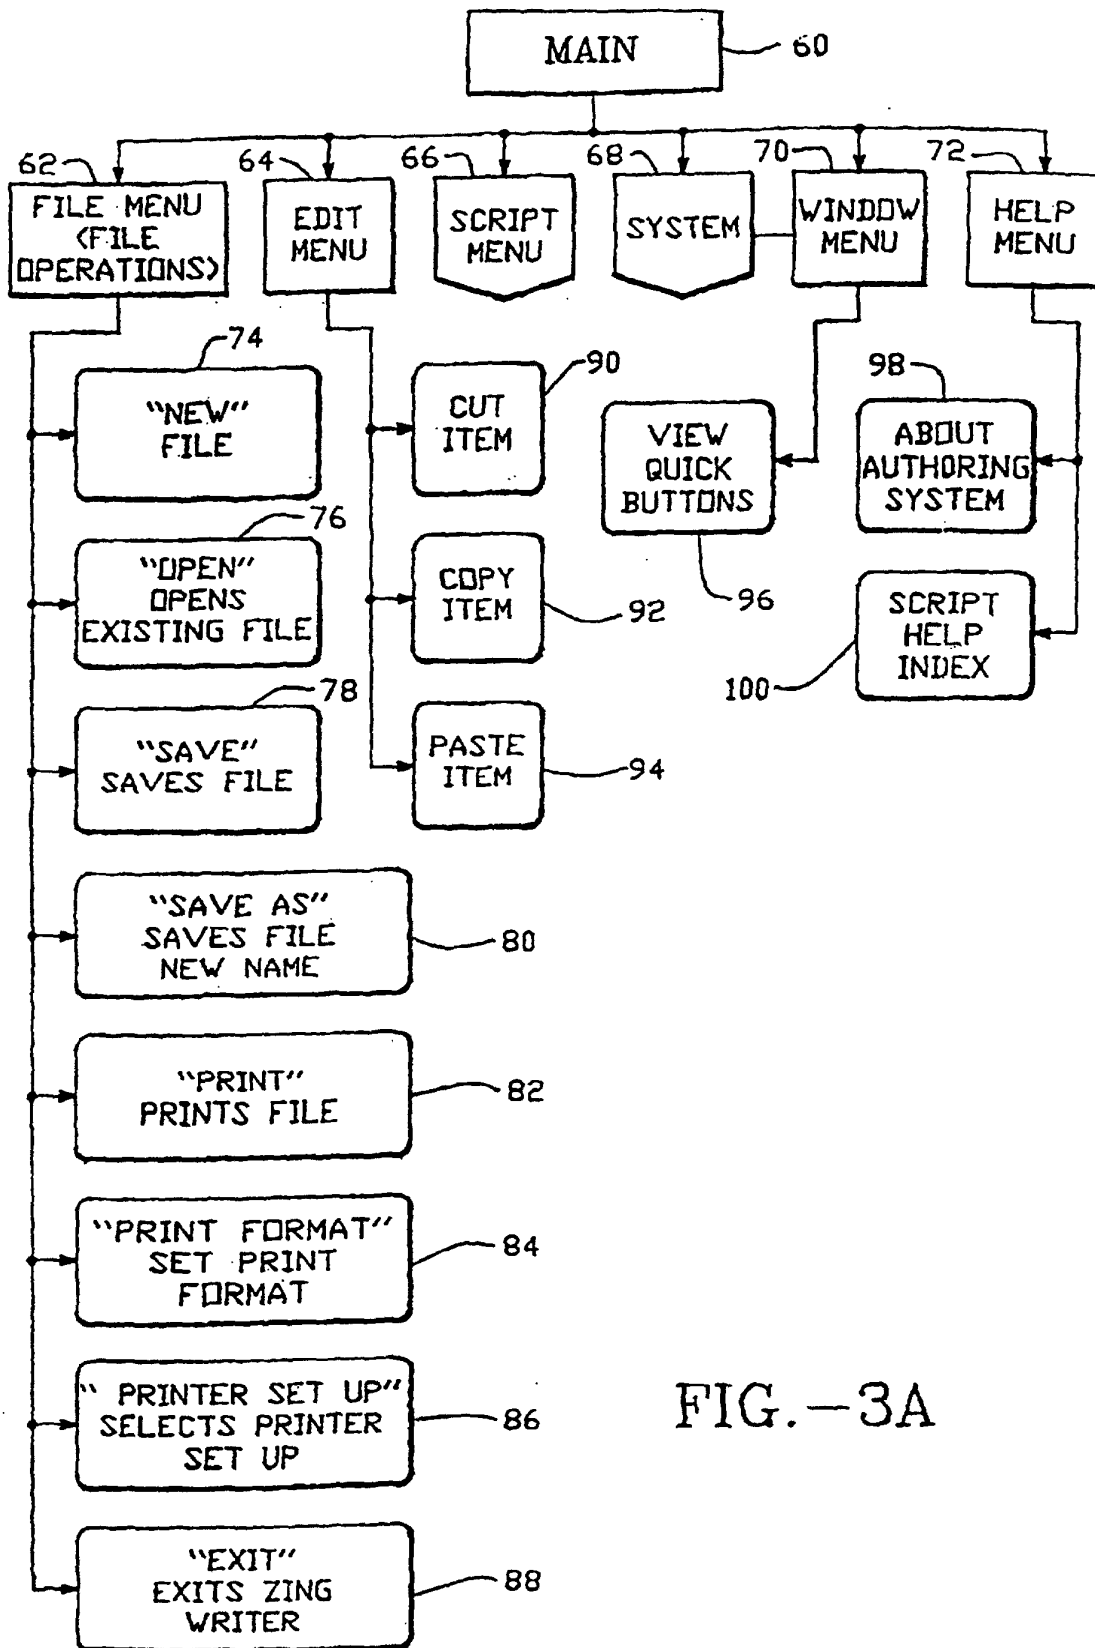 MAIN
60
62
64
66
68
70
72
FILE MENU
(FILE
OPERATIONS)
EDIT
MENU
SCRIPT
MENU
SYSTEM
WINDOW
MENU
HELP
MENU
74
"NEW"
FILE
90
CUT
ITEM
VIEW
QUICK
BUTTONS
96
98
ABOUT
AUTHORING
SYSTEM
76
"OPEN"
OPENS
EXISTING FILE
COPY
ITEM
92
SCRIPT
HELP
INDEX
100
78
"SAVE"
SAVES FILE
PASTE
ITEM
94
"SAVE AS"
SAVES FILE
NEW NAME
80
"PRINT"
PRINTS FILE
82
"PRINT FORMAT"
SET PRINT
FORMAT
84
" PRINTER SET UP"
SELECTS PRINTER
SET UP
86
"EXIT"
EXITS ZING
WRITER
88
FIG.-3A